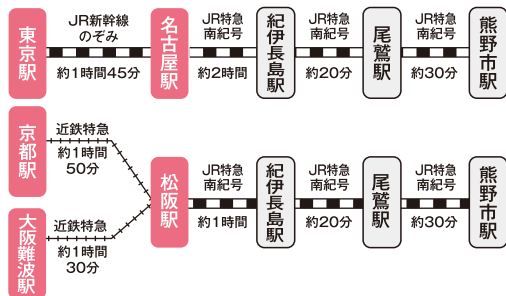 東京駅
JR新幹線
のぞみ
約1時間45分
名古屋駅
JR特急
南紀号
約2時間
紀伊長島駅
JR特急
南紀号
約20分
尾鷲駅
JR特急
南紀号
約30分
熊野市駅
京都駅
近鉄特急
約1時間
50分
大阪難波駅
近鉄特急
約1時間
30分
松阪駅
JR特急
南紀号
約1時間
紀伊長島駅
JR特急
南紀号
約20分
尾鷲駅
JR特急
南紀号
約30分
熊野市駅